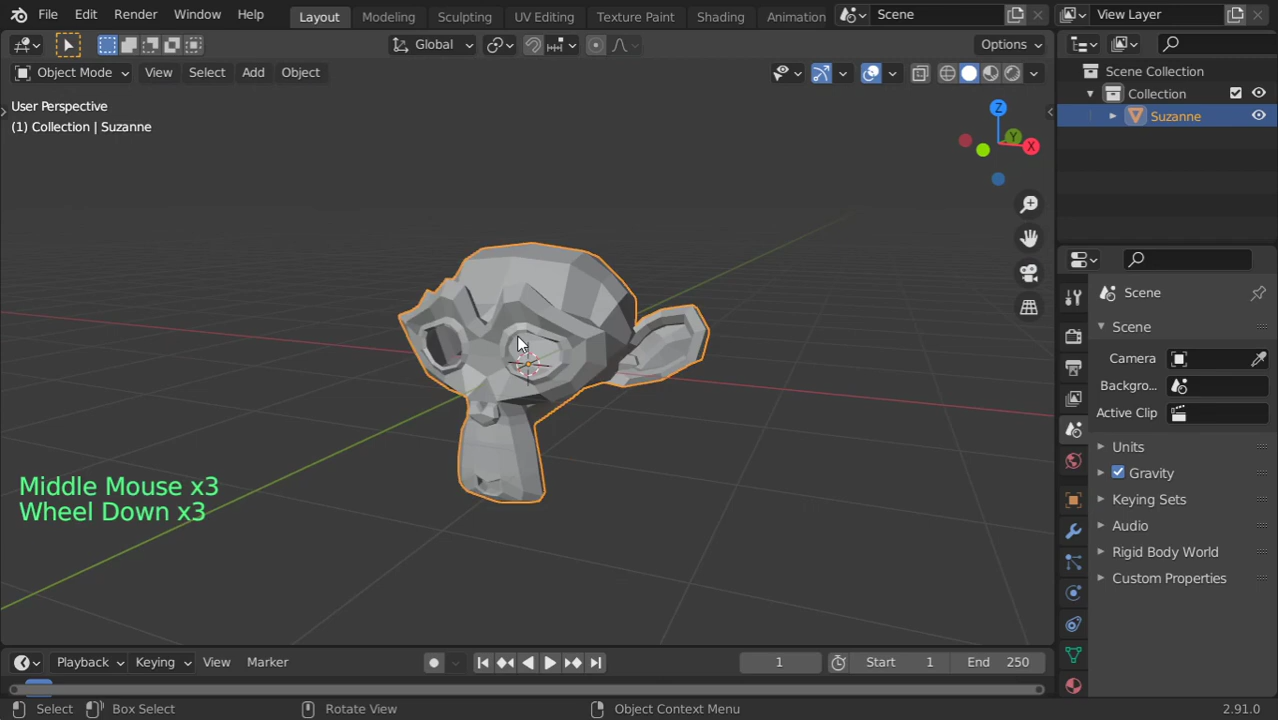 File Edit Render Window Help Layout Modeling Sculpting UV Editing Texture Paint Shading Animation Scene View Layer
Global Options
Object Mode View Select Add Object
User Perspective
(1) Collection | Suzanne
Z
Y
X
Scene Collection
Collection
Suzanne
Scene
Scene
Camera
Backgro...
Active Clip
Units
Gravity
Keying Sets
Audio
Rigid Body World
Custom Properties
Middle Mouse x3
Wheel Down x3
Playback Keying View Marker 1 Start 1 End 250
Select Box Select Rotate View Object Context Menu 2.91.0